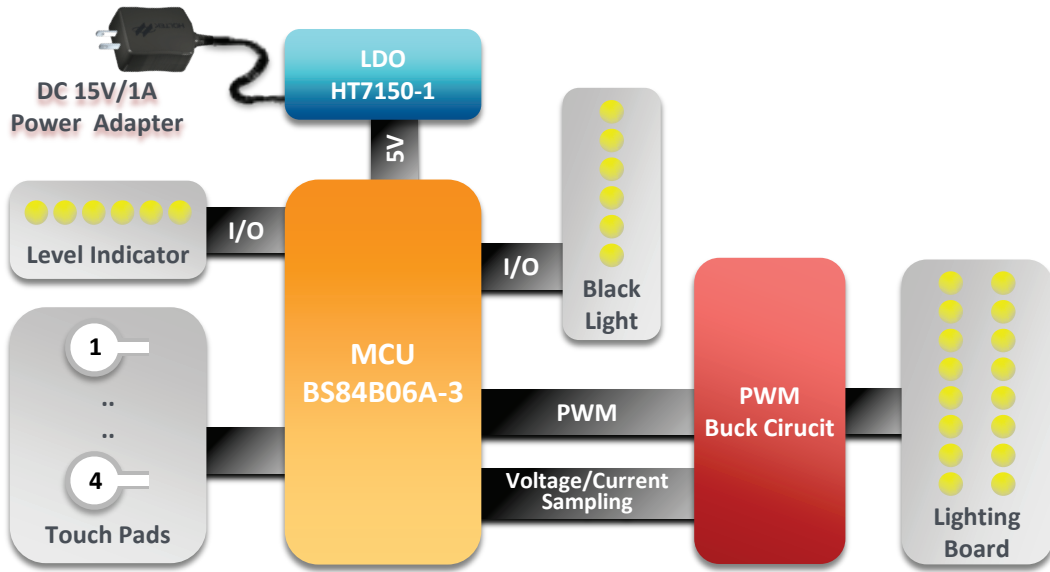 LDO
HT7150-1
DC 15V/1A
Power Adapter
5V
Level Indicator
I/O
I/O
Black
Light
1
..
..
4
Touch Pads
MCU
BS84B06A-3
PWM
Voltage/Current
Sampling
PWM
Buck Cirucit
Lighting
Board